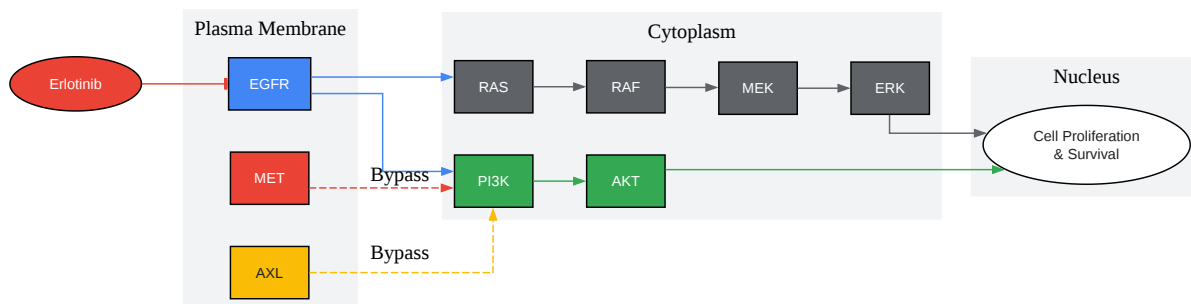 Plasma Membrane
Cytoplasm
Nucleus
Erlotinib
EGFR
RAS
RAF
MEK
ERK
Cell Proliferation
& Survival
MET
Bypass
PI3K
AKT
AXL
Bypass